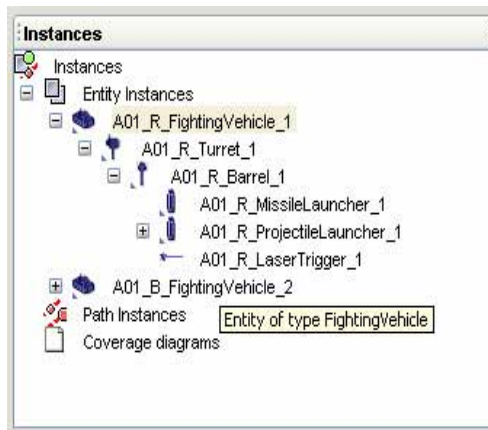 Instances
Instances
Entity Instances
A01_R_FightingVehicle_1
A01_R_Turret_1
A01_R_Barrel_1
A01_R_MissileLauncher_1
A01_R_ProjectileLauncher_1
A01_R_LaserTrigger_1
A01_B_FightingVehicle_2
Path Instances
Entity of type FightingVehicle
Coverage diagrams